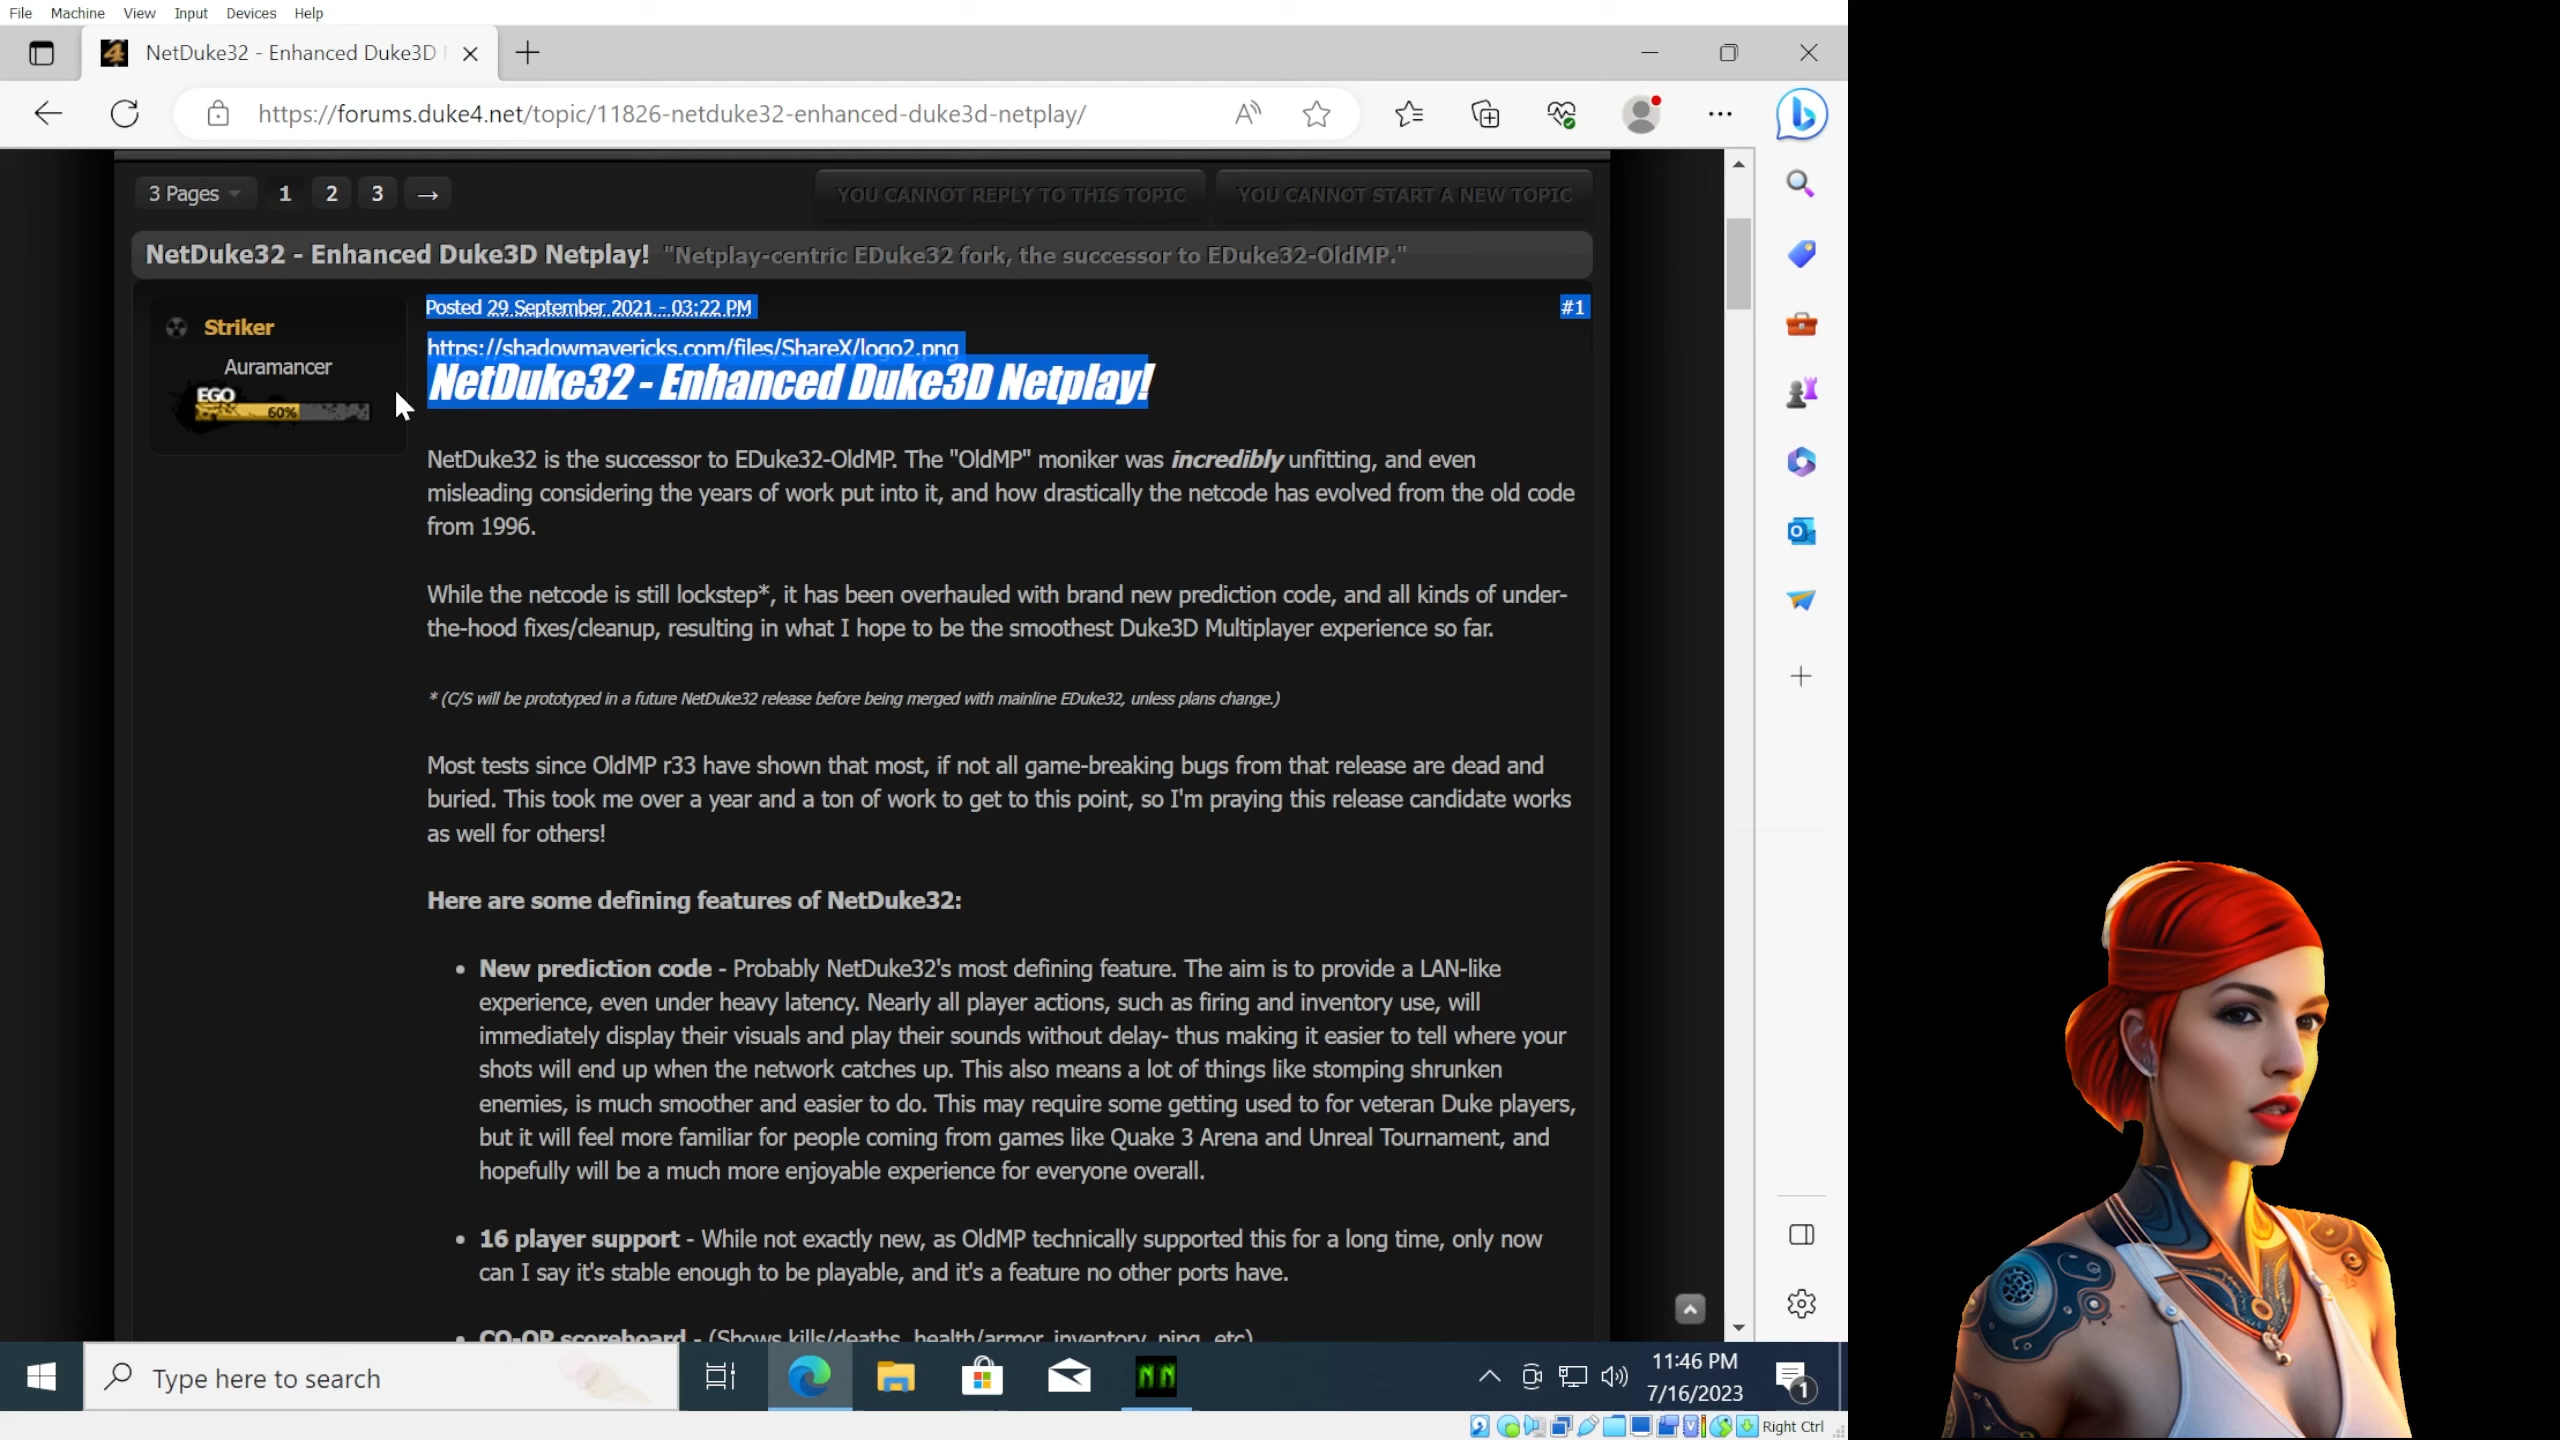 File Machine View Input Devices Help
NetDuke32 - Enhanced Duke3D
https://forums.duke4.net/topic/11826-netduke32-enhanced-duke3d-netplay/
3 Pages 1 2 3 →
YOU CANNOT REPLY TO THIS TOPIC YOU CANNOT START A NEW TOPIC
NetDuke32 - Enhanced Duke3D Netplay! "Netplay-centric EDuke32 fork, the successor to EDuke32-OldMP."
Posted 29 September 2021 - 03:22 PM #1
Striker
Auramancer
EGO
60%
https://shadowmavericks.com/files/ShareX/logo2.png
NetDuke32 - Enhanced Duke3D Netplay!
NetDuke32 is the successor to EDuke32-OldMP. The "OldMP" moniker was incredibly unfitting, and even
misleading considering the years of work put into it, and how drastically the netcode has evolved from the old code
from 1996.
While the netcode is still lockstep*, it has been overhauled with brand new prediction code, and all kinds of under-
the-hood fixes/cleanup, resulting in what I hope to be the smoothest Duke3D Multiplayer experience so far.
* (C/S will be prototyped in a future NetDuke32 release before being merged with mainline EDuke32, unless plans change.)
Most tests since OldMP r33 have shown that most, if not all game-breaking bugs from that release are dead and
buried. This took me over a year and a ton of work to get to this point, so I'm praying this release candidate works
as well for others!
Here are some defining features of NetDuke32:
• New prediction code - Probably NetDuke32's most defining feature. The aim is to provide a LAN-like
experience, even under heavy latency. Nearly all player actions, such as firing and inventory use, will
immediately display their visuals and play their sounds without delay- thus making it easier to tell where your
shots will end up when the network catches up. This also means a lot of things like stomping shrunken
enemies, is much smoother and easier to do. This may require some getting used to for veteran Duke players,
but it will feel more familiar for people coming from games like Quake 3 Arena and Unreal Tournament, and
hopefully will be a much more enjoyable experience for everyone overall.
• 16 player support - While not exactly new, as OldMP technically supported this for a long time, only now
can I say it's stable enough to be playable, and it's a feature no other ports have.
• CO-OP scoreboard - (Shows kills/deaths, health/armor, inventory, ping, etc)
Type here to search
11:46 PM
7/16/2023
1
Right Ctrl